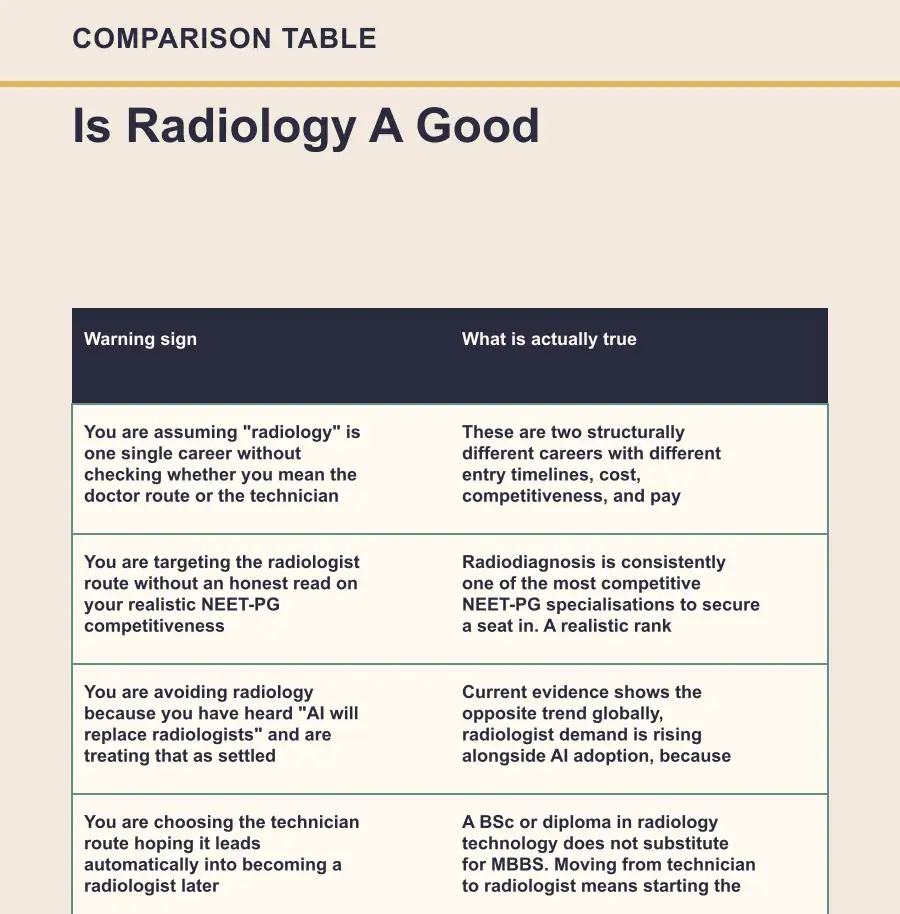 COMPARISON TABLE
Is Radiology A Good
Warning sign
What is actually true
You are assuming "radiology" is
one single career without
checking whether you mean the
doctor route or the technician
These are two structurally
different careers with different
entry timelines, cost,
competitiveness, and pay
You are targeting the radiologist
route without an honest read on
your realistic NEET-PG
competitiveness
Radiodiagnosis is consistently
one of the most competitive
NEET-PG specialisations to secure
a seat in. A realistic rank
You are avoiding radiology
because you have heard "AI will
replace radiologists" and are
treating that as settled
Current evidence shows the
opposite trend globally,
radiologist demand is rising
alongside AI adoption, because
You are choosing the technician
route hoping it leads
automatically into becoming a
radiologist later
A BSc or diploma in radiology
technology does not substitute
for MBBS. Moving from technician
to radiologist means starting the